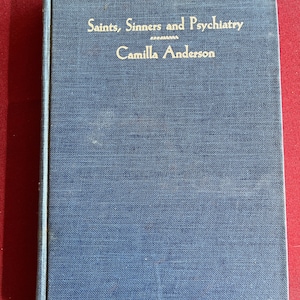 Saints, Sinners and Psychiatry
Camilla Anderson